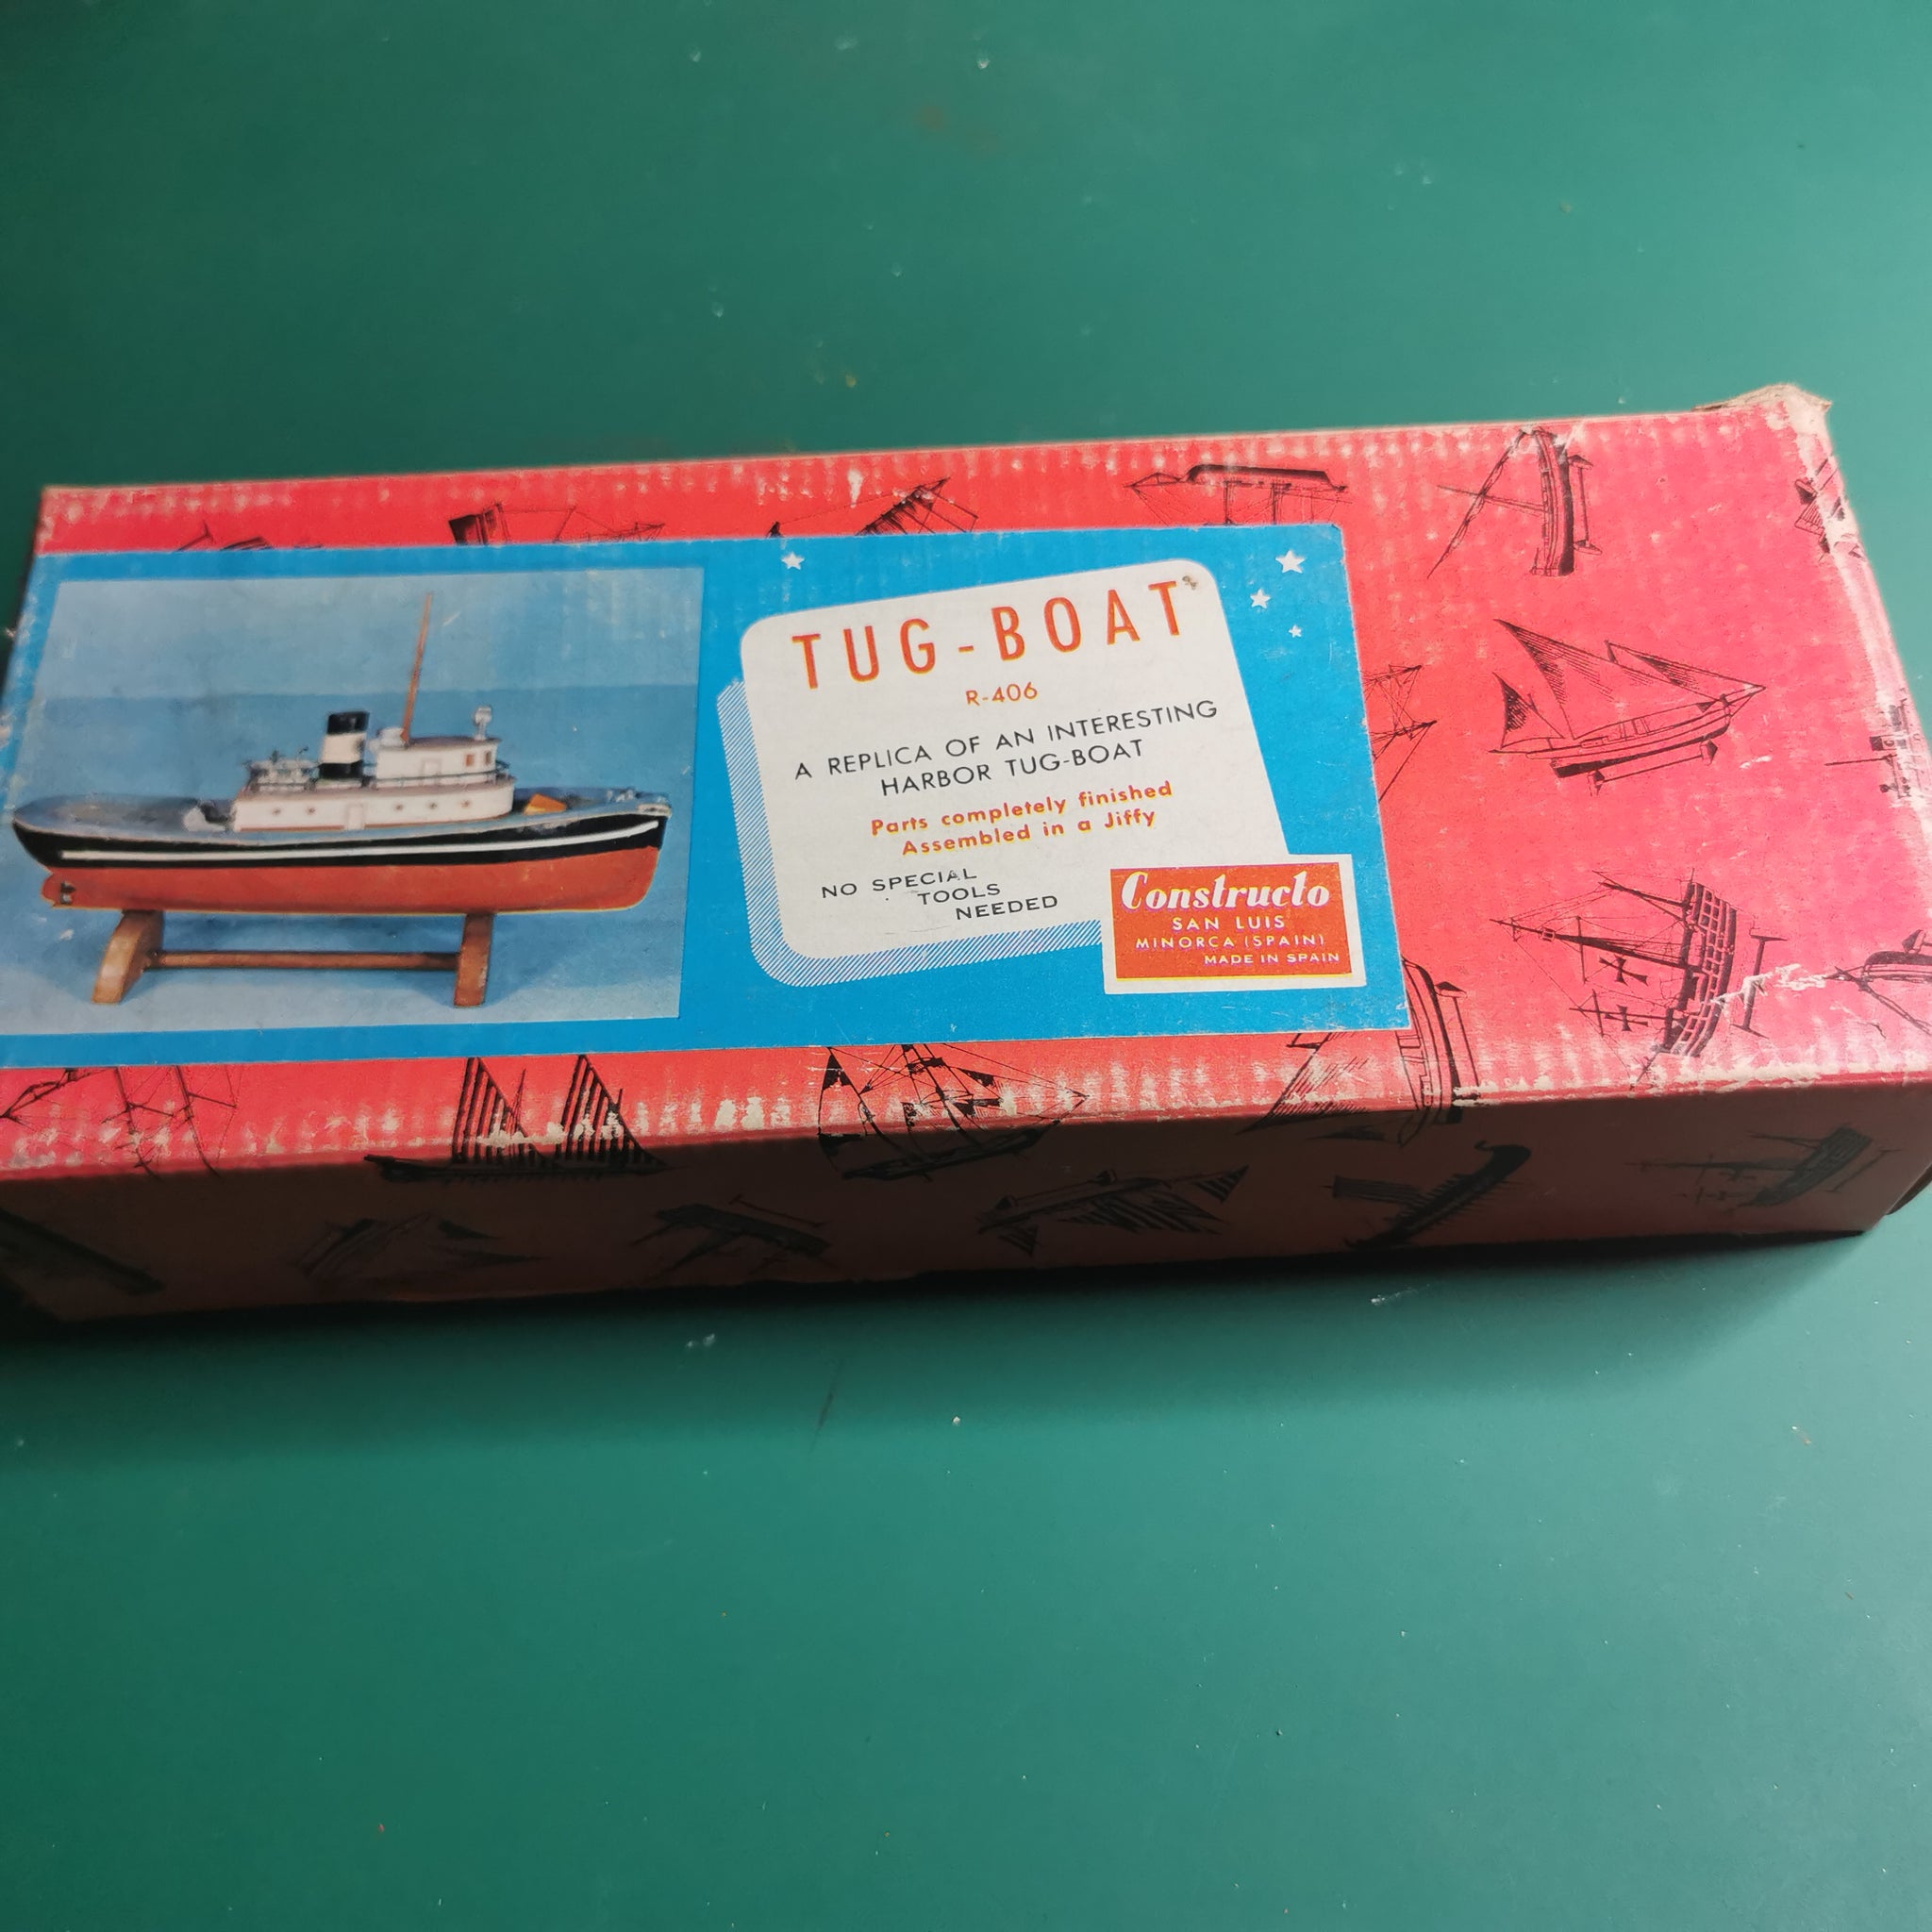 TUG-BOAT
R-406
A REPLICA OF AN INTERESTING
HARBOR TUG-BOAT
Parts completely finished
Assembled in a Jiffy
NO SPECIAL
TOOLS
NEEDED
Constructo
SAN LUIS
MINORCA (SPAIN)
MADE IN SPAIN